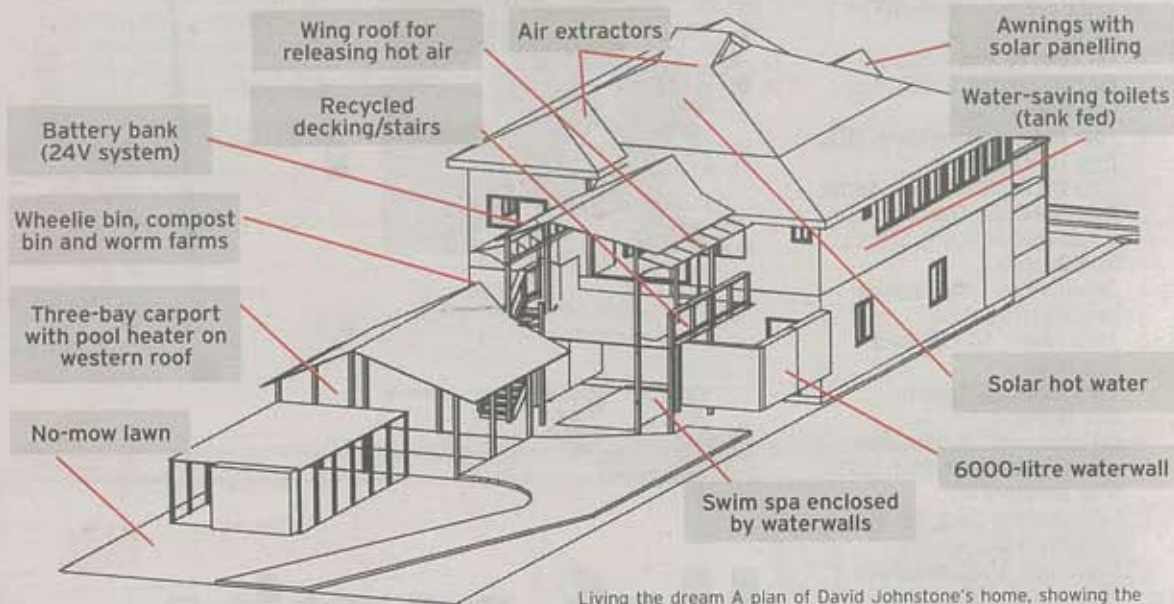 Wing roof for
releasing hot air
Air extractors
Awnings with
solar panelling
Recycled
decking/stairs
Water-saving toilets
(tank fed)
Battery bank
(24V system)
Wheelie bin, compost
bin and worm farms
Three-bay carport
with pool heater on
western roof
Solar hot water
No-mow lawn
6000-litre waterwall
Swim spa enclosed
by waterwalls
Living the dream A plan of David Johnstone's home, showing the